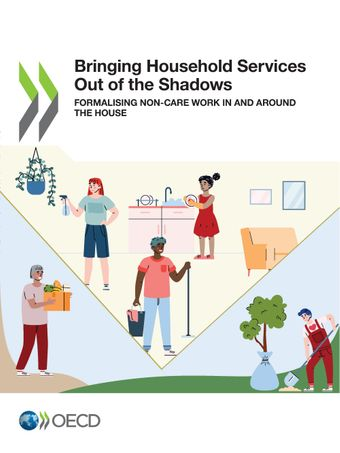 Bringing Household Services
Out of the Shadows
FORMALISING NON-CARE WORK IN AND AROUND
THE HOUSE
OECD